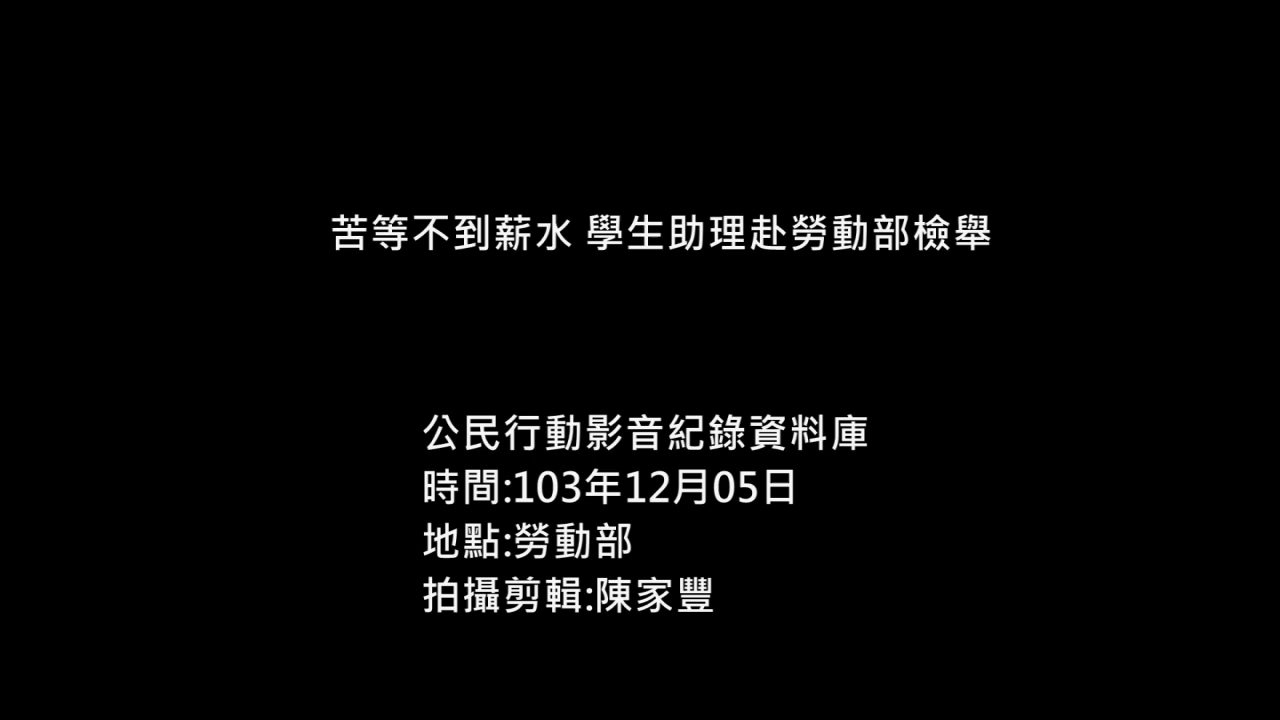 苦等不到薪水 學生助理赴勞動部檢舉
公民行動影音紀錄資料庫
時間:103年12月05日
地點:勞動部
拍攝剪輯:陳家豐